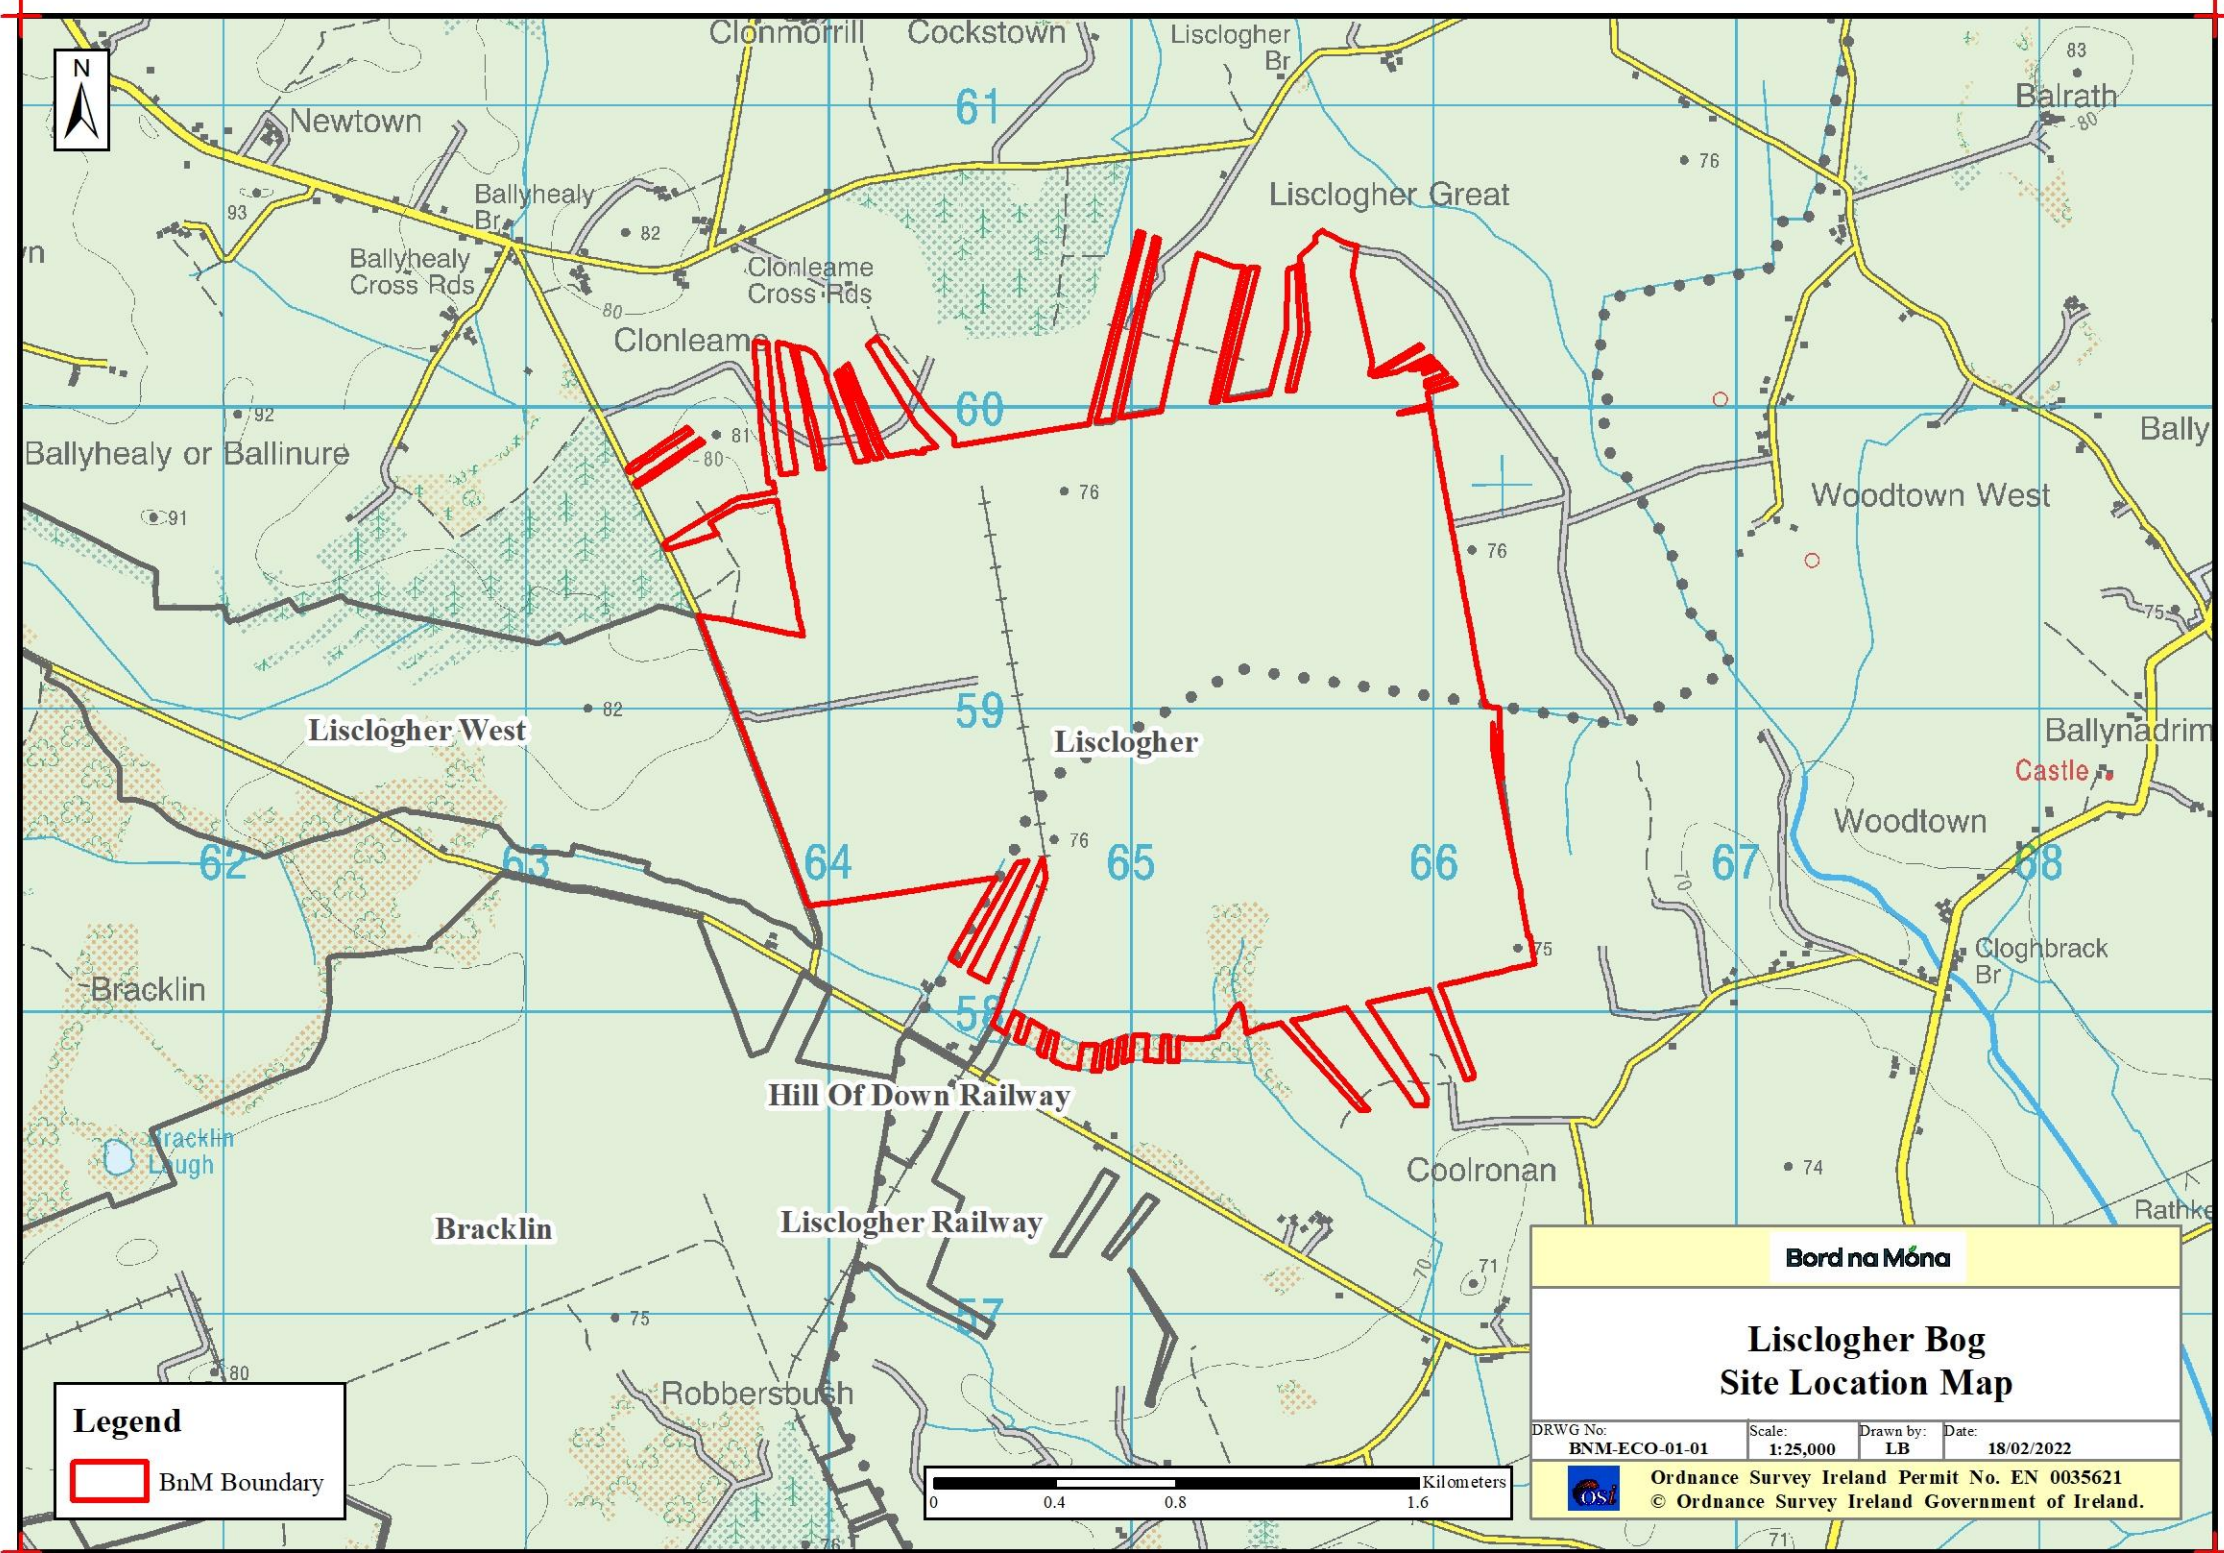 Clonmorrill
Cockstown
Lisclogher
Br
83
N
Balrath
80
61
Newtown
76
Ballyhealy
Br
93
82
Lisclogher Great
Ballyhealy
Cross Rds
Clonleame
Cross Rds
80
Clonleame
92
60
81
80
Bally
Ballyhealy or Ballinure
76
Woodtown West
91
76
75
82
59
Lisclogher West
Lisclogher
Ballynadrim
Castle
76
Woodtown
62
63
64
65
66
67
68
70
75
Cloghbrack
Br
Bracklin
58
Hill Of Down Railway
Bracklin
Lough
Coolronan
74
Bracklin
Lisclogher Railway
Rathke
70
71
57
75
80
Robbersbush
76
71
Legend
BnM Boundary
Kilometers
0
0.4
0.8
1.6
Bord na Móna
Lisclogher Bog
Site Location Map
DRWG No:
BNM-ECO-01-01
Scale:
1:25,000
Drawn by:
LB
Date:
18/02/2022
osi
Ordnance Survey Ireland Permit No. EN 0035621
© Ordnance Survey Ireland Government of Ireland.